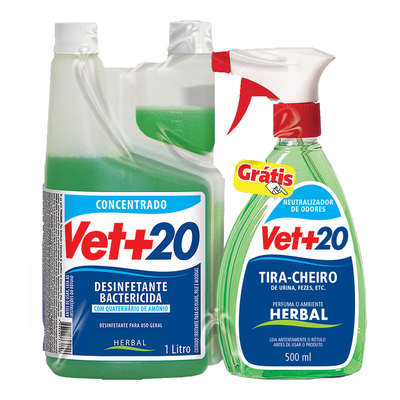 CONCENTRADO
Vet+20
DESINFETANTE
BACTERICIDA
COM QUATERNÁRIO DE AMÔNIO
DESINFETANTE PARA USO GERAL
HERBAL
1 Litro
Grátis
NEUTRALIZADOR
DE ODORES
Vet+20
TIRA-CHEIRO
DE URINA, FEZES, ETC.
PERFUMA O AMBIENTE
HERBAL
LEIA ATENTAMENTE O RÓTULO
ANTES DE USAR O PRODUTO
500 ml